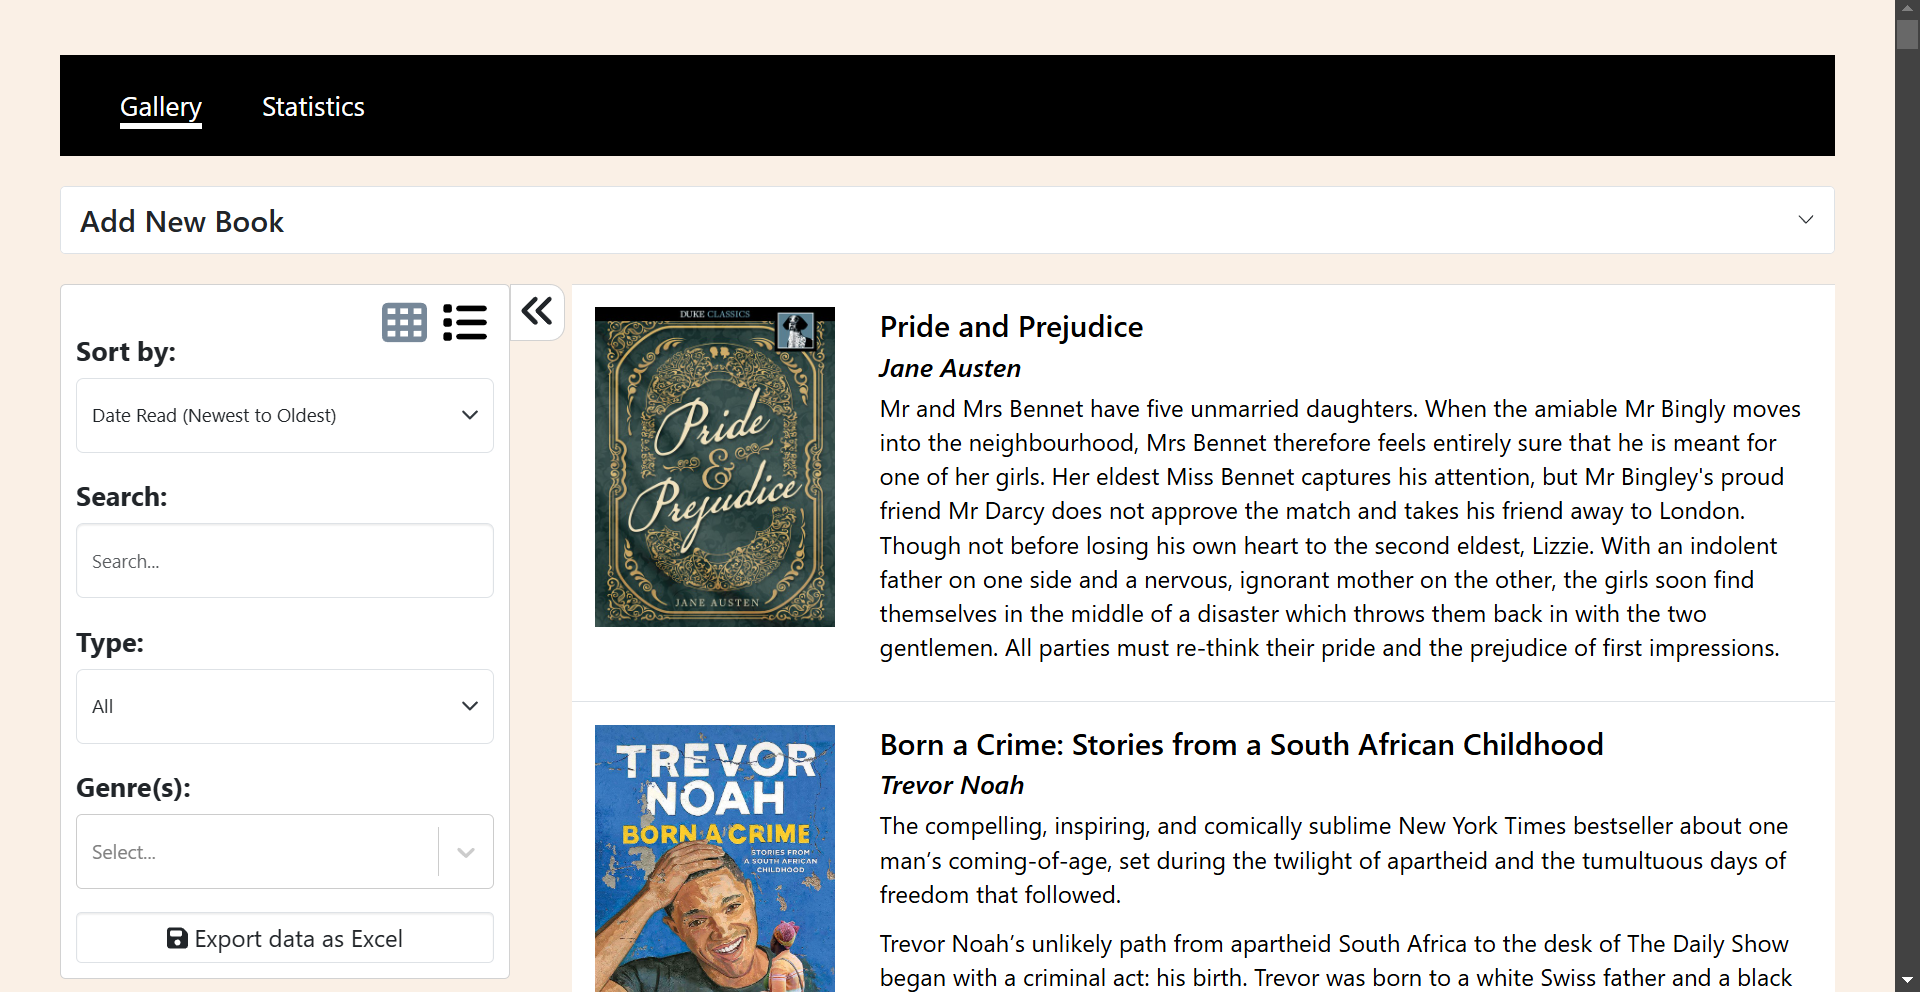 Gallery
Statistics
Add New Book
Sort by:
Date Read (Newest to Oldest)
Search:
Search...
Type:
All
Genre(s):
Select...
Export data as Excel
DUKE CLASSICS
Pride
&
Prejudice
JANE AUSTEN
Pride and Prejudice
Jane Austen
Mr and Mrs Bennet have five unmarried daughters. When the amiable Mr Bingly moves
into the neighbourhood, Mrs Bennet therefore feels entirely sure that he is meant for
one of her girls. Her eldest Miss Bennet captures his attention, but Mr Bingley's proud
friend Mr Darcy does not approve the match and takes his friend away to London.
Though not before losing his own heart to the second eldest, Lizzie. With an indolent
father on one side and a nervous, ignorant mother on the other, the girls soon find
themselves in the middle of a disaster which throws them back in with the two
gentlemen. All parties must re-think their pride and the prejudice of first impressions.
TREVOR
NOAH
BORN A CRIME
STORIES FROM
A SOUTH AFRICAN
CHILDHOOD
Born a Crime: Stories from a South African Childhood
Trevor Noah
The compelling, inspiring, and comically sublime New York Times bestseller about one
man’s coming-of-age, set during the twilight of apartheid and the tumultuous days of
freedom that followed.
Trevor Noah’s unlikely path from apartheid South Africa to the desk of The Daily Show
began with a criminal act: his birth. Trevor was born to a white Swiss father and a black